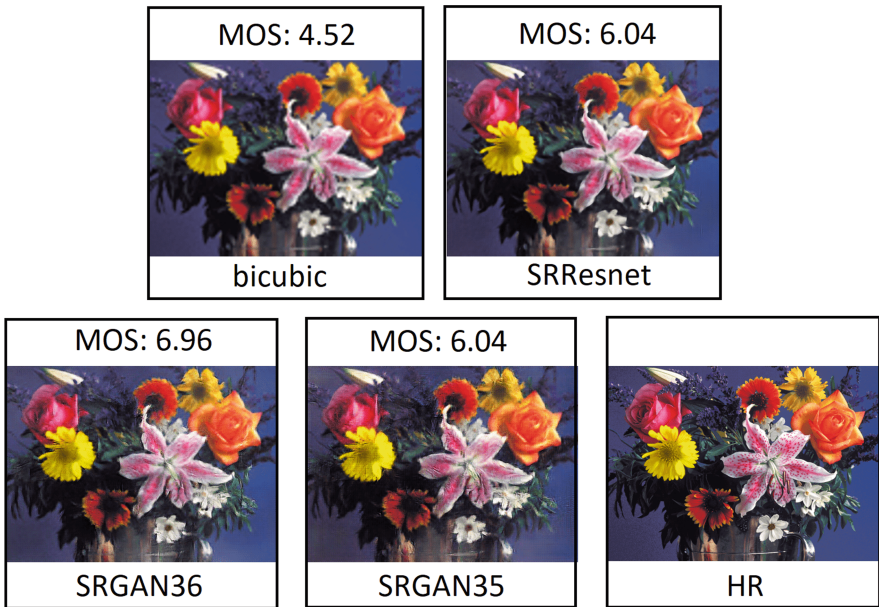 MOS: 4.52
MOS: 6.04
bicubic
SRResnet
MOS: 6.96
MOS: 6.04
SRGAN36
SRGAN35
HR